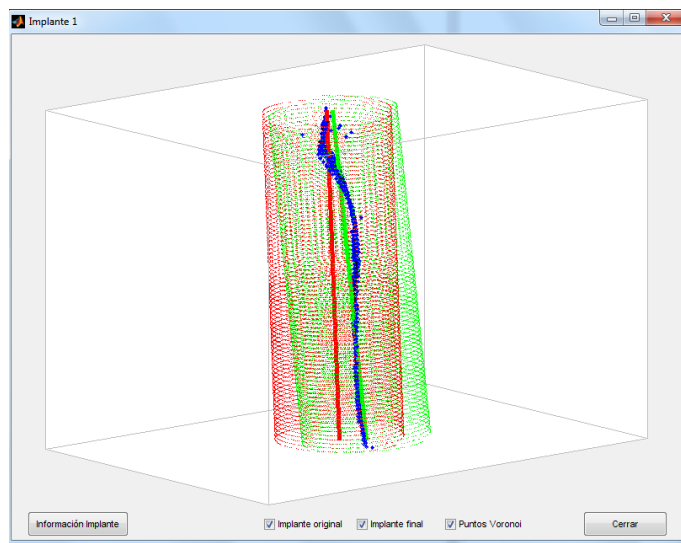 Implante 1
Información Implante
Implante original
Implante final
Puntos Voronoi
Cerrar